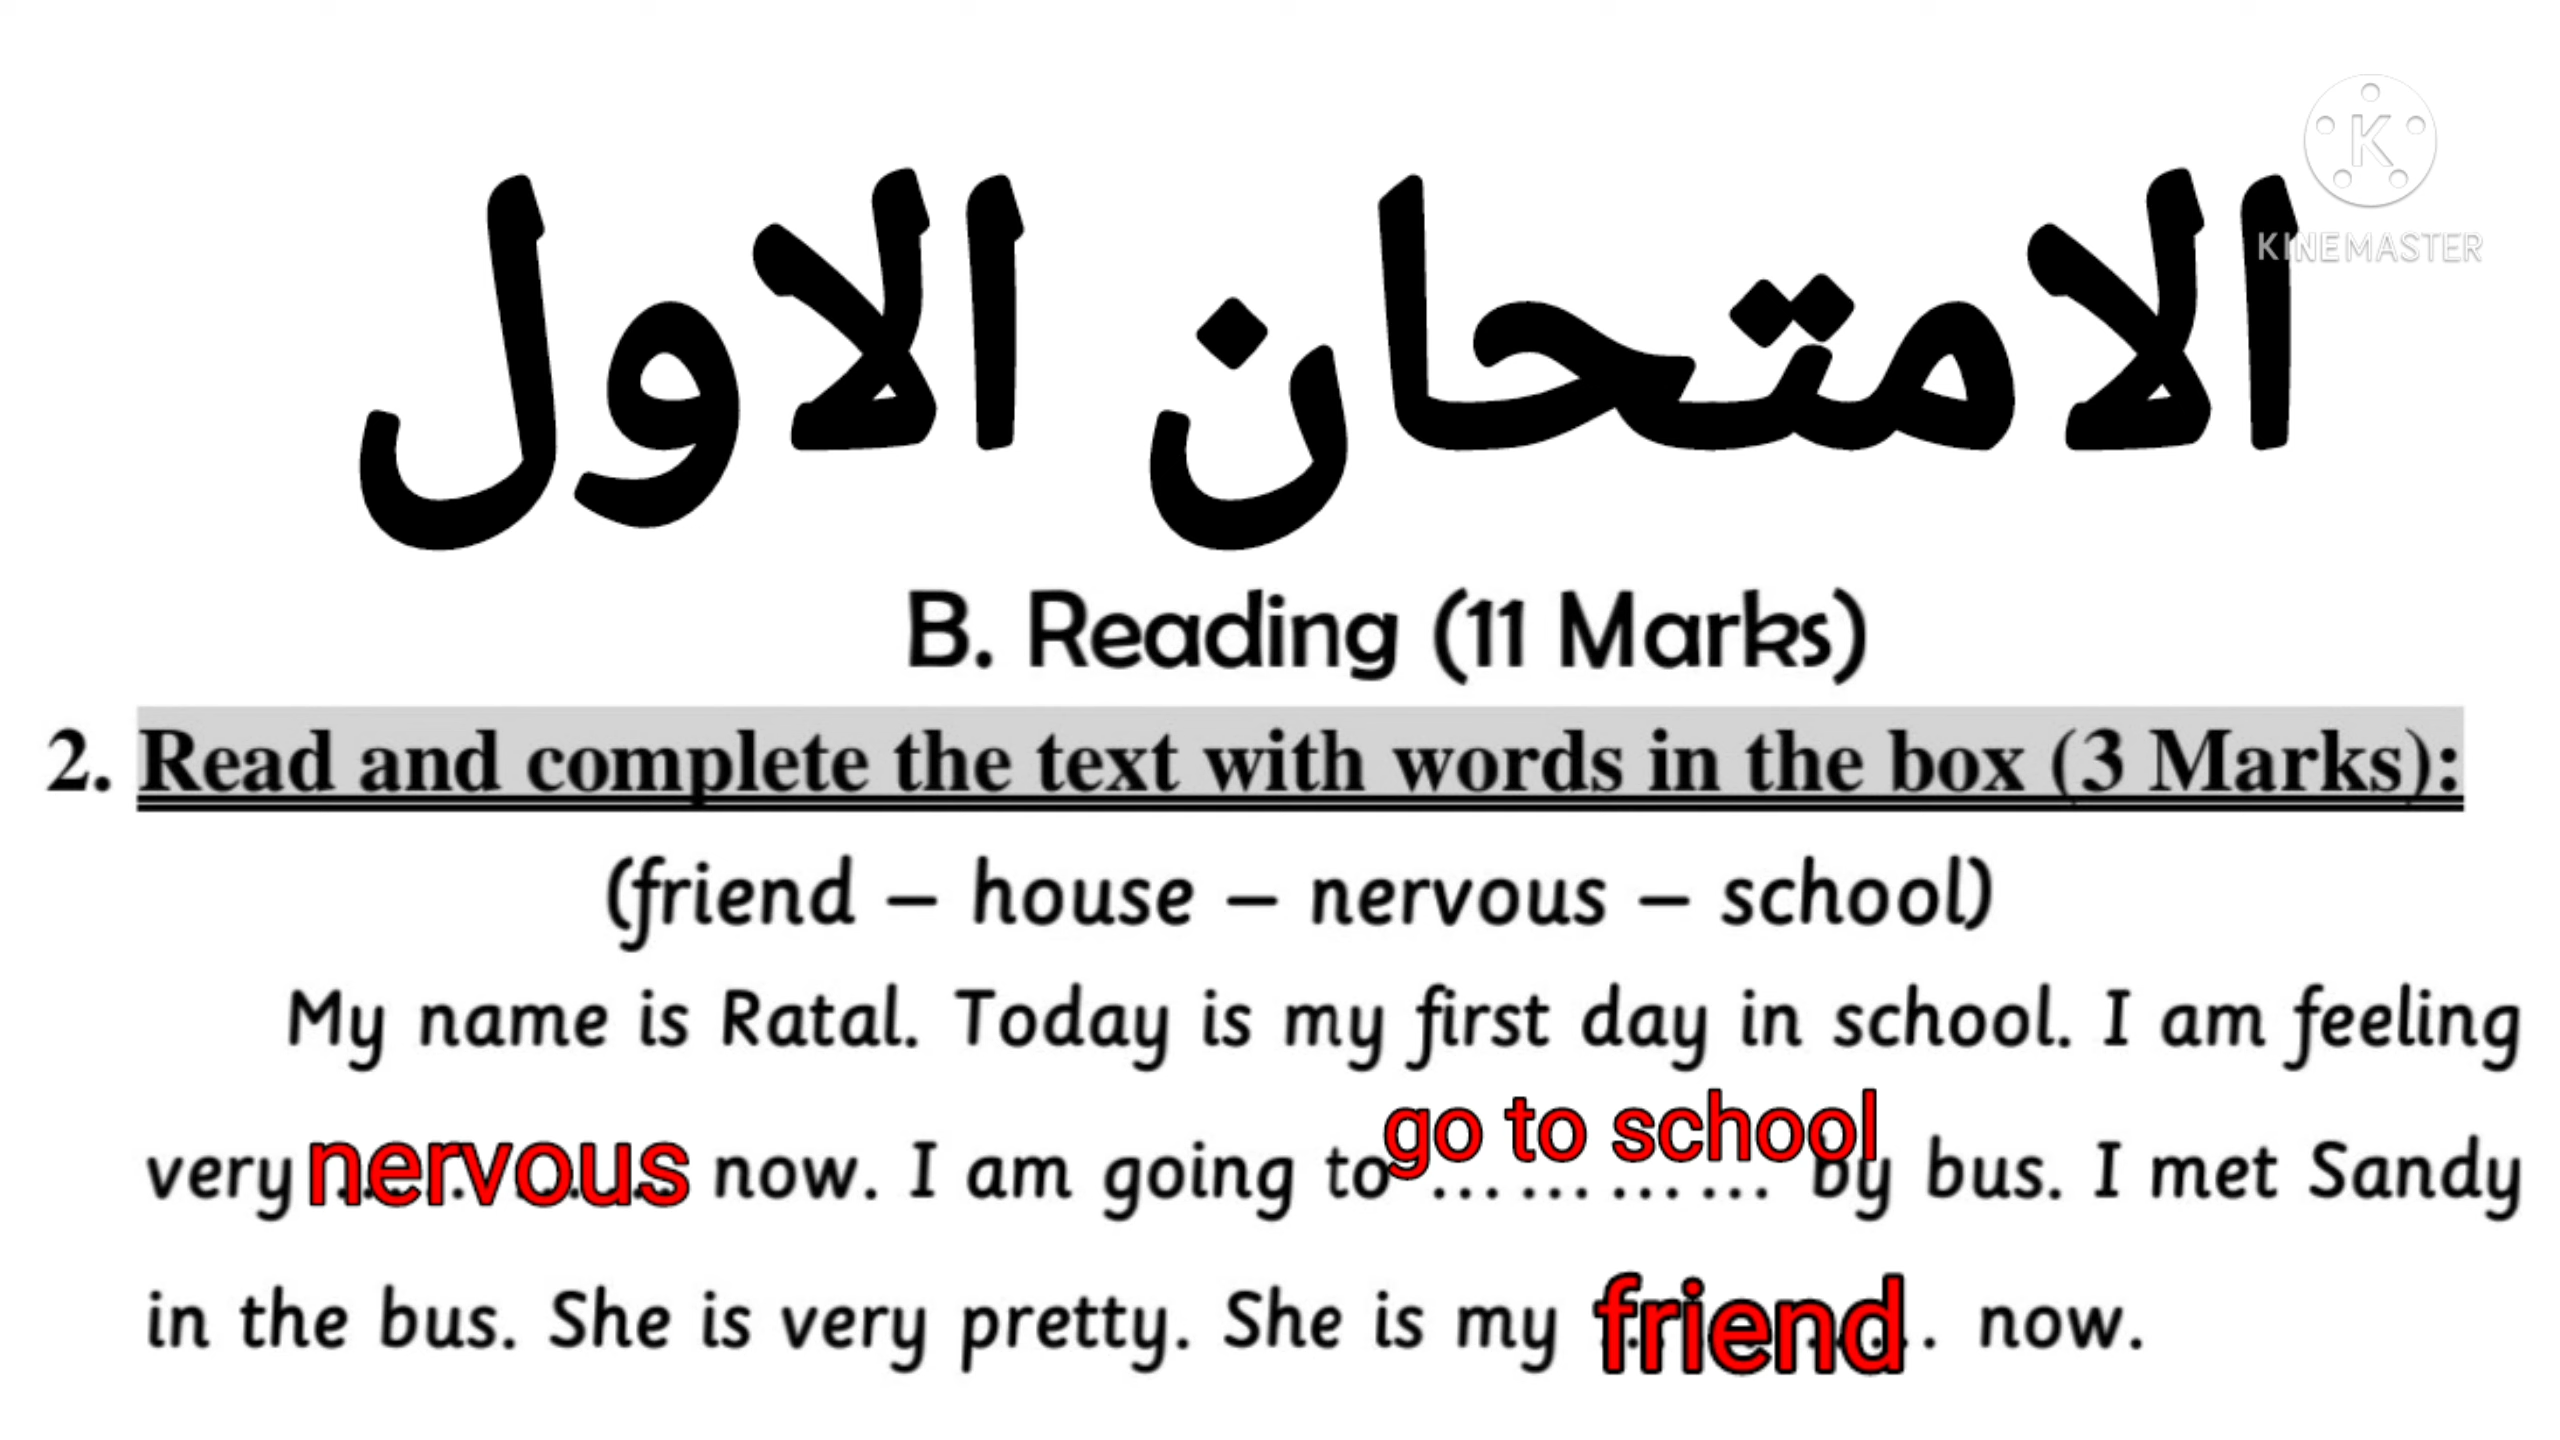 K
KINEMASTER
الامتحان الاول
B. Reading (11 Marks)
2. Read and complete the text with words in the box (3 Marks):
(friend – house – nervous – school)
My name is Ratal. Today is my first day in school. I am feeling
very nervous now. I am going to go to school ………… by bus. I met Sandy
in the bus. She is very pretty. She is my friend . now.